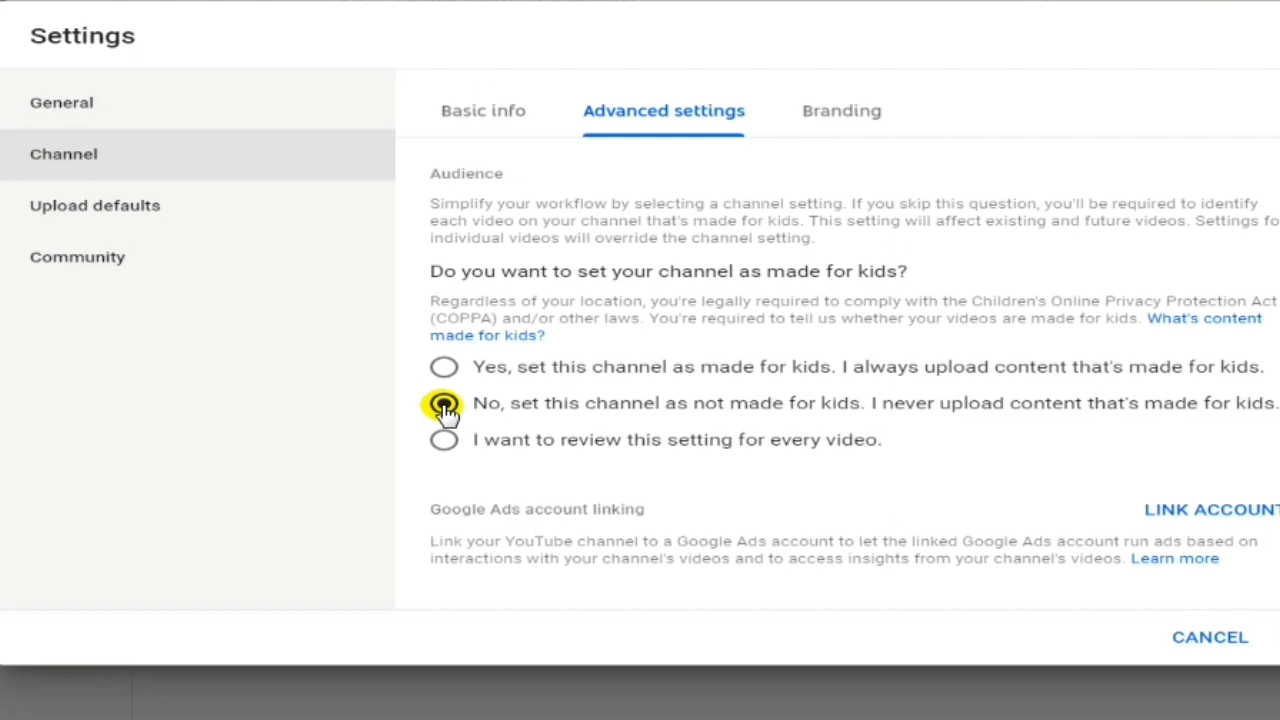 Settings
General
Channel
Upload defaults
Community
Basic info
Advanced settings
Branding
Audience
Simplify your workflow by selecting a channel setting. If you skip this question, you'll be required to identify
each video on your channel that's made for kids. This setting will affect existing and future videos. Settings fo
individual videos will override the channel setting.
Do you want to set your channel as made for kids?
Regardless of your location, you're legally required to comply with the Children's Online Privacy Protection Act
(COPPA) and/or other laws. You're required to tell us whether your videos are made for kids. What's content
made for kids?
Yes, set this channel as made for kids. I always upload content that's made for kids.
No, set this channel as not made for kids. I never upload content that's made for kids.
I want to review this setting for every video.
Google Ads account linking
LINK ACCOUNT
Link your YouTube channel to a Google Ads account to let the linked Google Ads account run ads based on
interactions with your channel's videos and to access insights from your channel's videos. Learn more
CANCEL